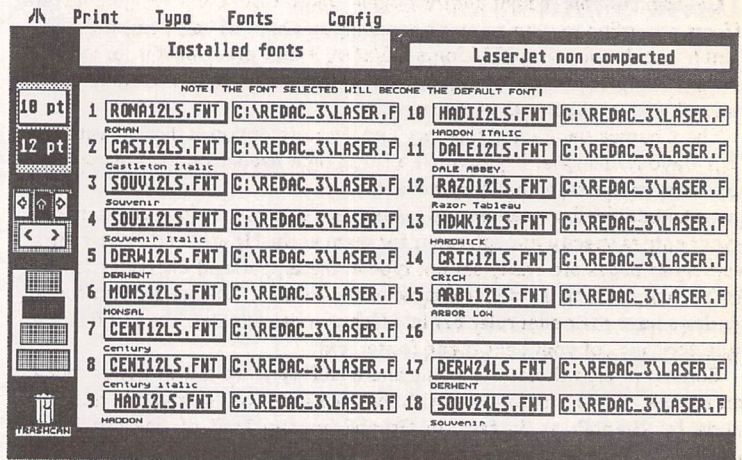 Print Typo Fonts Config
Installed fonts
LaserJet non compacted
NOTE| THE FONT SELECTED WILL BECOME THE DEFAULT FONT|
10 pt
12 pt
1 ROMA12LS.FNT C:\REDAC_3\LASER.F
ROMAN
2 CASI12LS.FNT C:\REDAC_3\LASER.F
Castleton Italic
3 SOUV12LS.FNT C:\REDAC_3\LASER.F
Souvenir
4 SOUI12LS.FNT C:\REDAC_3\LASER.F
Souvenir Italic
5 DERW12LS.FNT C:\REDAC_3\LASER.F
DERWENT
6 MONS12LS.FNT C:\REDAC_3\LASER.F
MONSAL
7 CENT12LS.FNT C:\REDAC_3\LASER.F
Century
8 CENI12LS.FNT C:\REDAC_3\LASER.F
Century italic
9 HAD12LS.FNT C:\REDAC_3\LASER.F
HADDON
10 HADI12LS.FNT C:\REDAC_3\LASER.F
HADDON ITALIC
11 DALE12LS.FNT C:\REDAC_3\LASER.F
DALE ABBEY
12 RAZO12LS.FNT C:\REDAC_3\LASER.F
Razor Tableau
13 HDWK12LS.FNT C:\REDAC_3\LASER.F
HARDWICK
14 CRIC12LS.FNT C:\REDAC_3\LASER.F
CRICH
15 ARBL12LS.FNT C:\REDAC_3\LASER.F
ARBOR LOW
16
17 DERW24LS.FNT C:\REDAC_3\LASER.F
DERWENT
18 SOUV24LS.FNT C:\REDAC_3\LASER.F
Souvenir
TRASHCAN